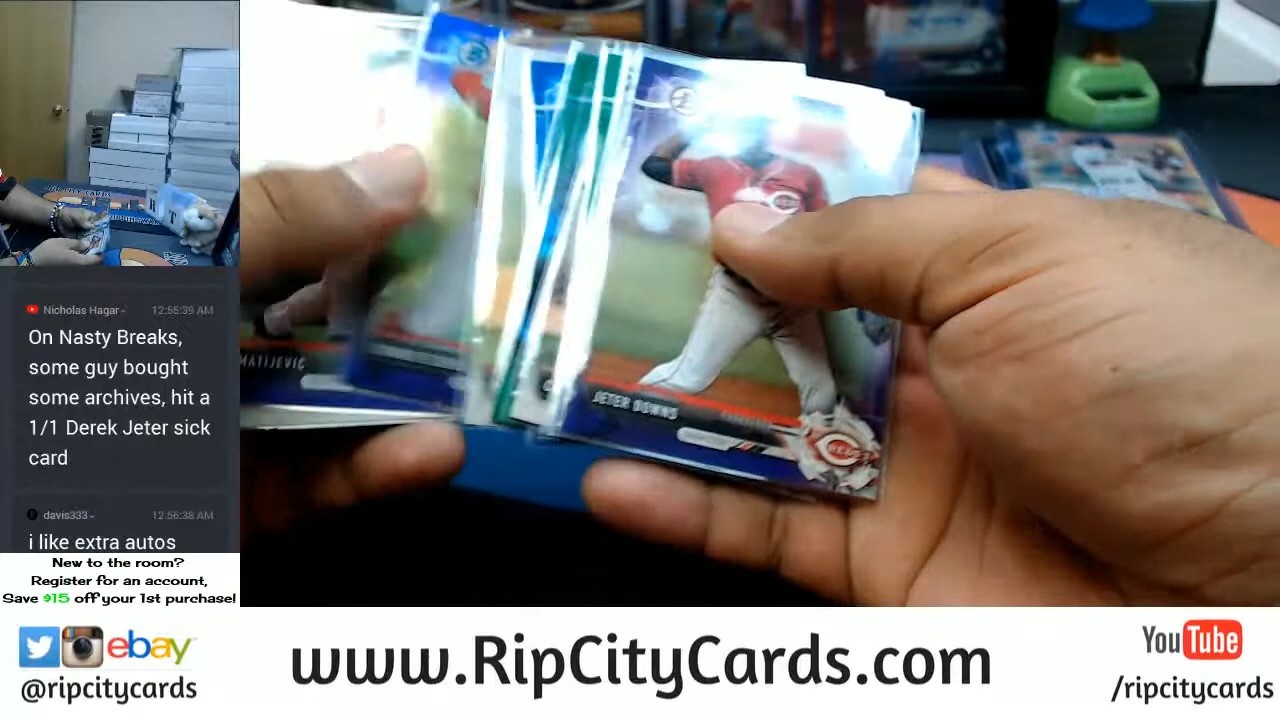 Nicholas Hagar- 12:55:39 AM
On Nasty Breaks,
some guy bought
some archives, hit a
1/1 Derek Jeter sick
card
davis333- 12:56:38 AM
i like extra autos
New to the room?
Register for an account,
Save $15 off your 1st purchase!
ebay
@ripcitycards
www.RipCityCards.com
YouTube
/ripcitycards
MATIJEVIC
JETER DOWNS
REDS